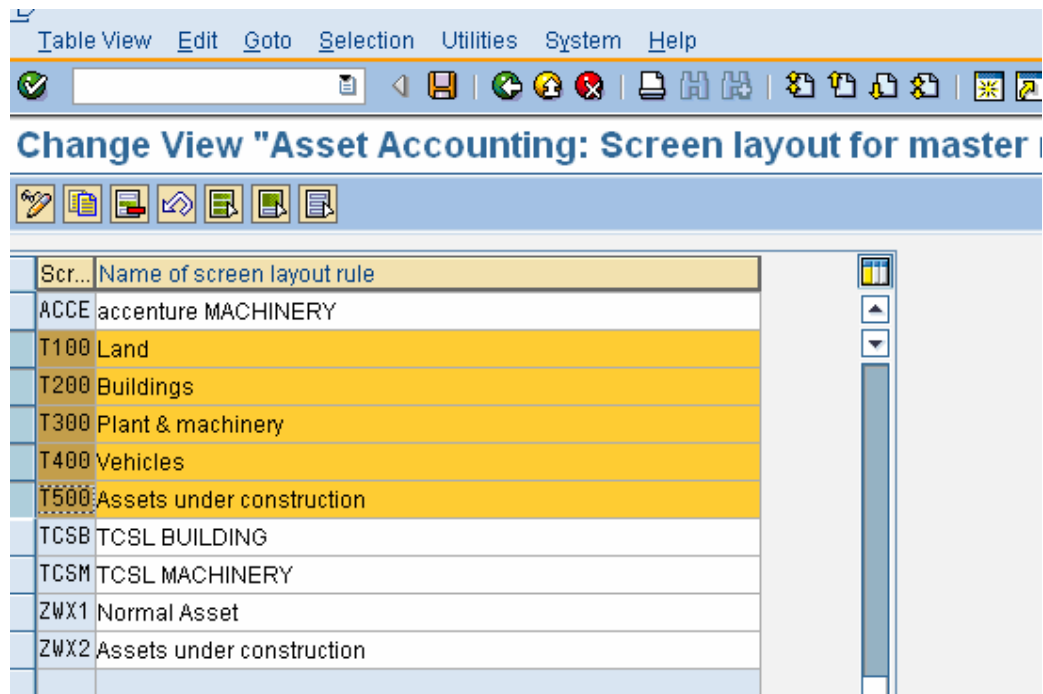 Table View Edit Goto Selection Utilities System Help
Change View "Asset Accounting: Screen layout for master
Scr... Name of screen layout rule
ACCE accenture MACHINERY
T100 Land
T200 Buildings
T300 Plant & machinery
T400 Vehicles
T500 Assets under construction
TCSB TCSL BUILDING
TCSM TCSL MACHINERY
ZWX1 Normal Asset
ZWX2 Assets under construction